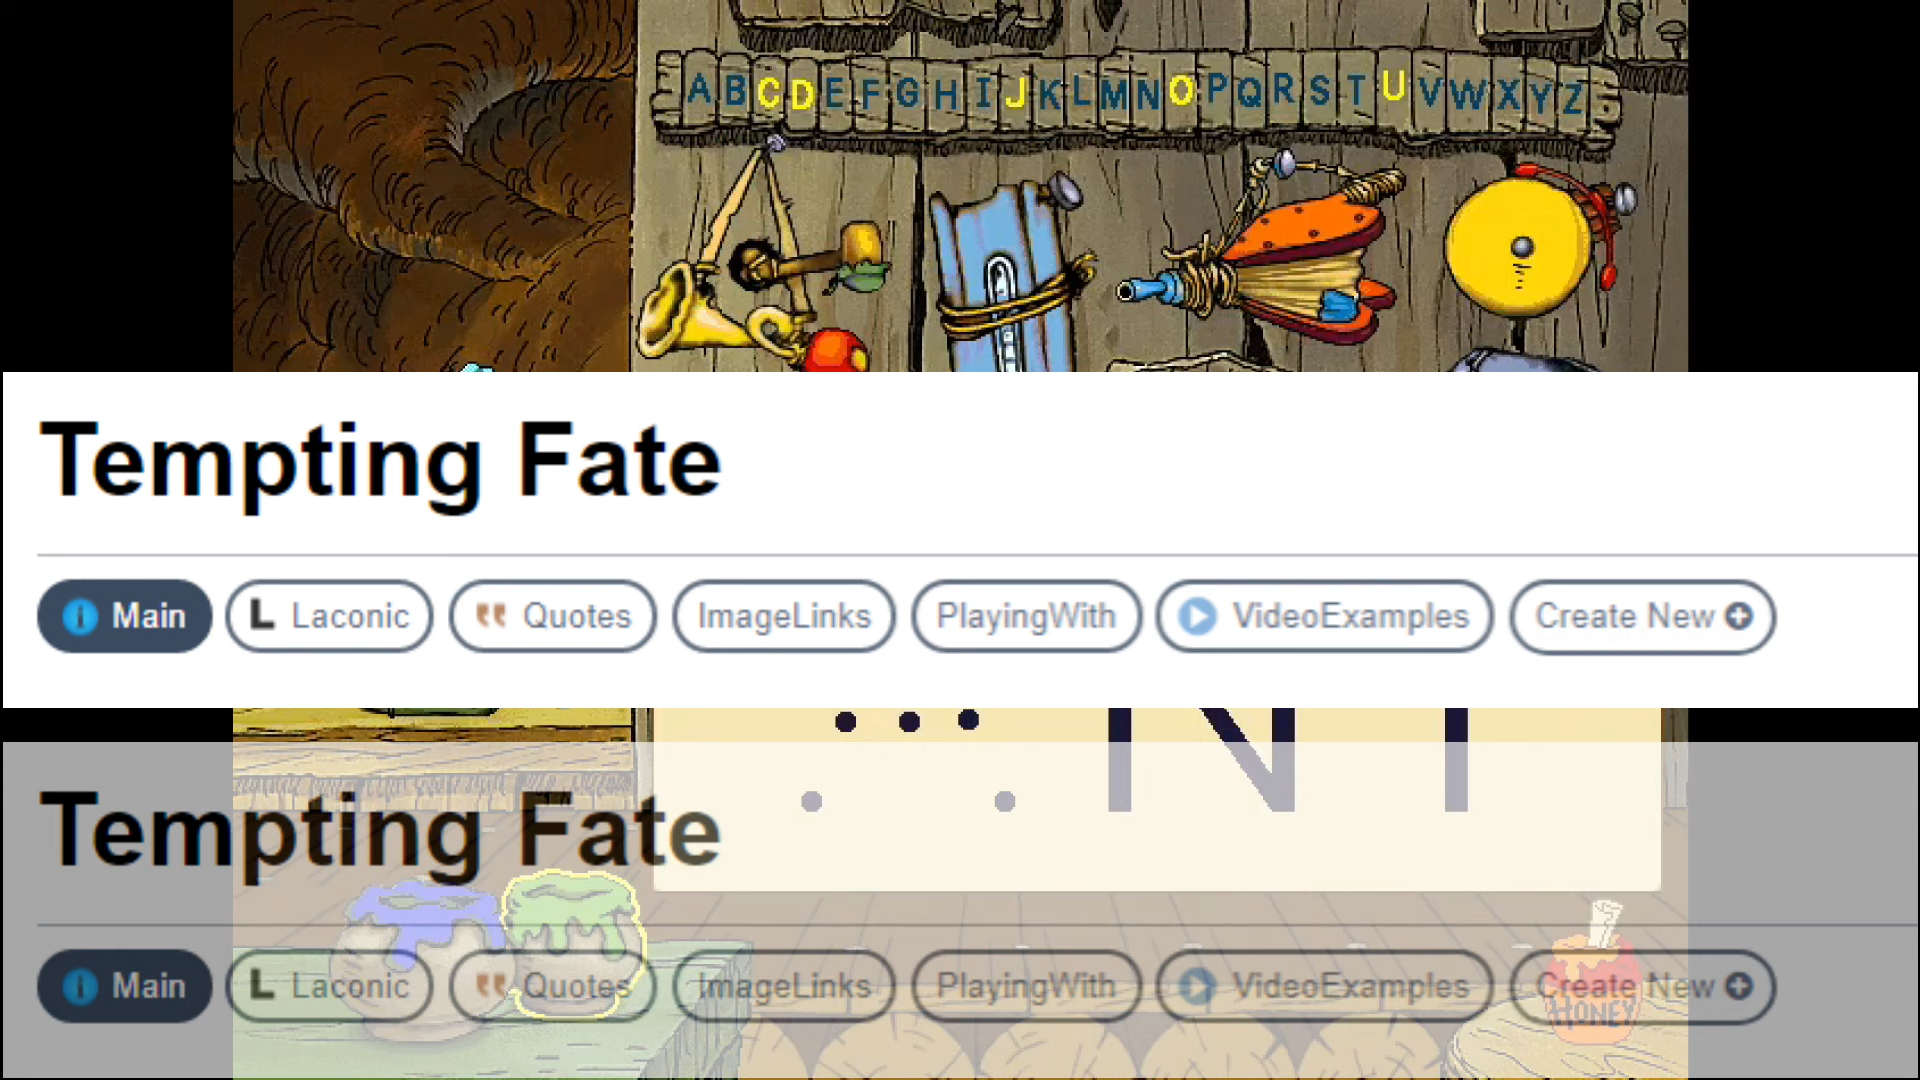 A B C D E F G H I J K L M N O P Q R S T U V W X Y Z
Tempting Fate
Main L Laconic Quotes ImageLinks PlayingWith VideoExamples Create New
N
Tempting Fate
Main L Laconic Quotes ImageLinks PlayingWith VideoExamples Create New
HONEY